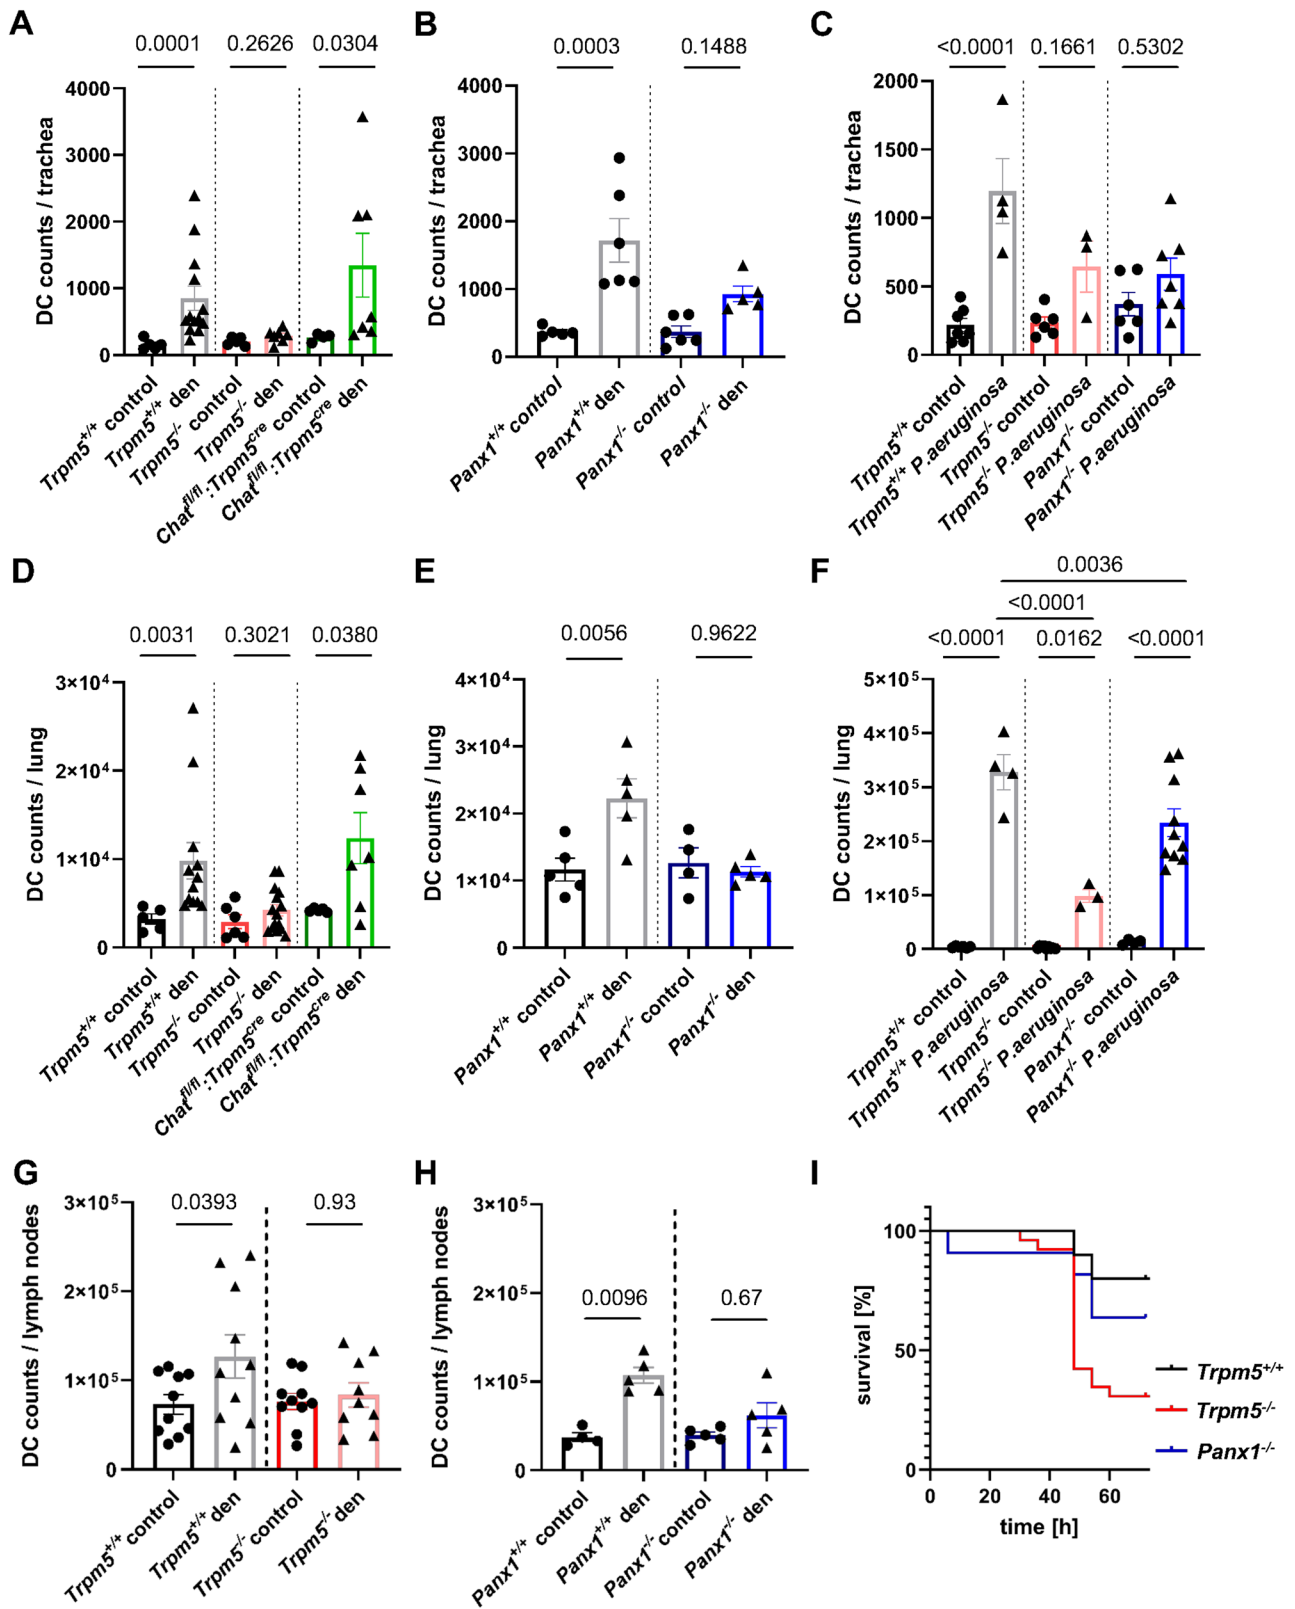 A
0.0001 0.2626 0.0304
DC counts / trachea
4000
3000
2000
1000
0
Trpm5+/+ control
Trpm5+/+ den
Trpm5-/- control
Trpm5-/- den
Chatfl/fl:Trpm5cre control
Chatfl/fl:Trpm5cre den
B
0.0003 0.1488
DC counts / trachea
4000
3000
2000
1000
0
Panx1+/+ control
Panx1+/+ den
Panx1-/- control
Panx1-/- den
C
<0.0001 0.1661 0.5302
DC counts / trachea
2000
1500
1000
500
0
Trpm5+/+ control
Trpm5+/+ P.aeruginosa
Trpm5-/- control
Trpm5-/- P.aeruginosa
Panx1-/- control
Panx1-/- P.aeruginosa
D
0.0031 0.3021 0.0380
DC counts / lung
3×10⁴
2×10⁴
1×10⁴
0
Trpm5+/+ control
Trpm5+/+ den
Trpm5-/- control
Trpm5-/- den
Chatfl/fl:Trpm5cre control
Chatfl/fl:Trpm5cre den
E
0.0056 0.9622
DC counts / lung
4×10⁴
3×10⁴
2×10⁴
1×10⁴
0
Panx1+/+ control
Panx1+/+ den
Panx1-/- control
Panx1-/- den
F
0.0036
<0.0001
<0.0001 0.0162 <0.0001
DC counts / lung
5×10⁵
4×10⁵
3×10⁵
2×10⁵
1×10⁵
0
Trpm5+/+ control
Trpm5+/+ P.aeruginosa
Trpm5-/- control
Trpm5-/- P.aeruginosa
Panx1-/- control
Panx1-/- P.aeruginosa
G
0.0393 0.93
DC counts / lymph nodes
3×10⁵
2×10⁵
1×10⁵
0
Trpm5+/+ control
Trpm5+/+ den
Trpm5-/- control
Trpm5-/- den
H
0.0096 0.67
DC counts / lymph nodes
3×10⁵
2×10⁵
1×10⁵
0
Panx1+/+ control
Panx1+/+ den
Panx1-/- control
Panx1-/- den
I
survival [%]
100
50
0
0 20 40 60
time [h]
Trpm5+/+
Trpm5-/-
Panx1-/-